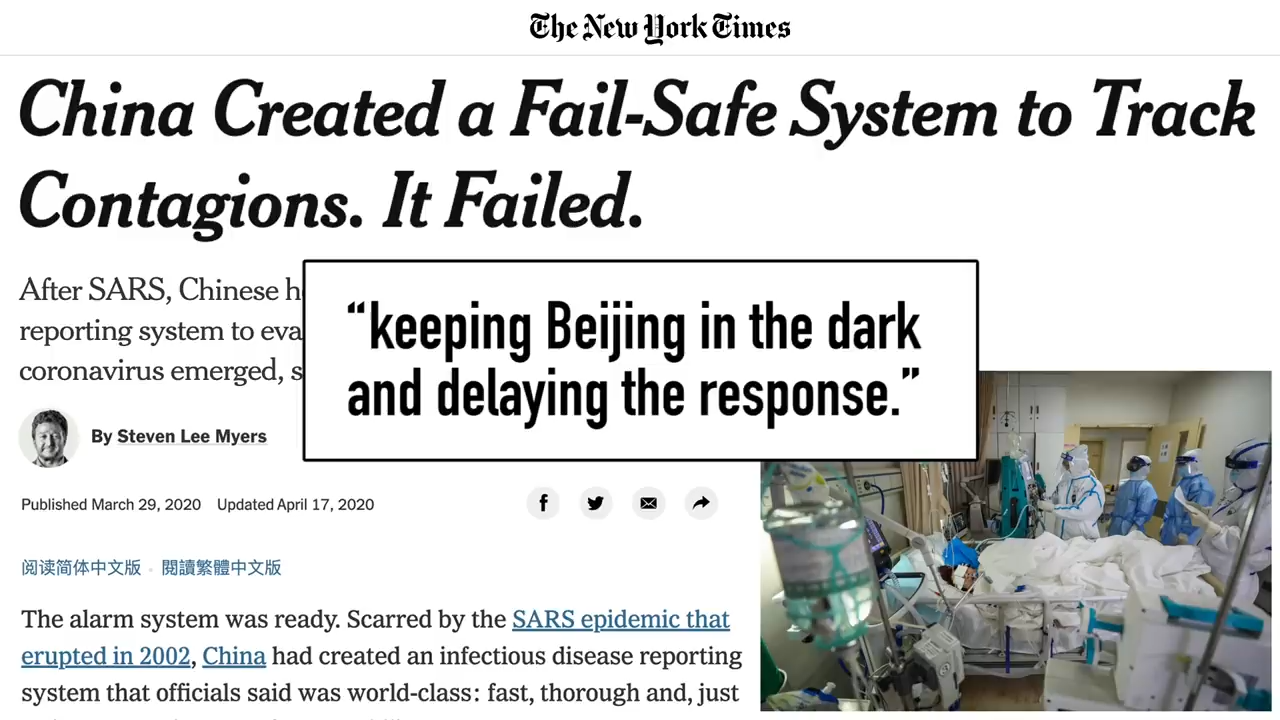 The New York Times
China Created a Fail-Safe System to Track
Contagions. It Failed.
After SARS, Chinese
reporting system to
coronavirus emerged,
“keeping Beijing in the dark
and delaying the response.”
By Steven Lee Myers
Published March 29, 2020 Updated April 17, 2020
阅读简体中文版 · 閱讀繁體中文版
The alarm system was ready. Scarred by the SARS epidemic that
erupted in 2002, China had created an infectious disease reporting
system that officials said was world-class: fast, thorough and, just